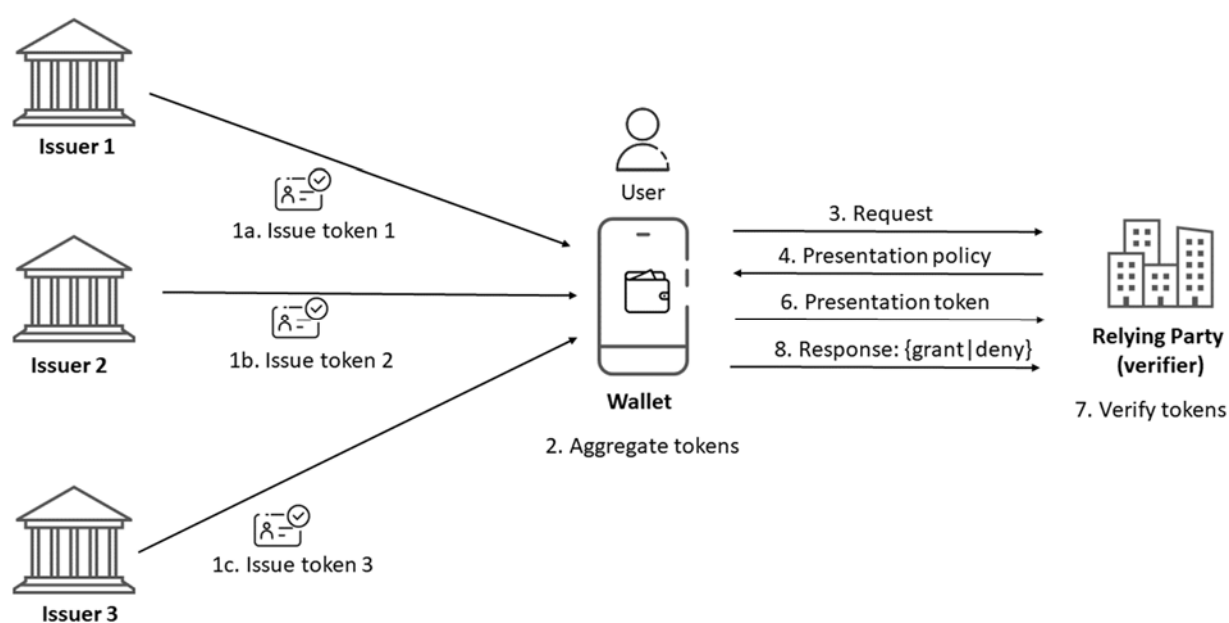 Issuer 1
1a. Issue token 1
Issuer 2
1b. Issue token 2
Issuer 3
1c. Issue token 3
User
Wallet
2. Aggregate tokens
3. Request
4. Presentation policy
6. Presentation token
8. Response: {grant|deny}
Relying Party
(verifier)
7. Verify tokens